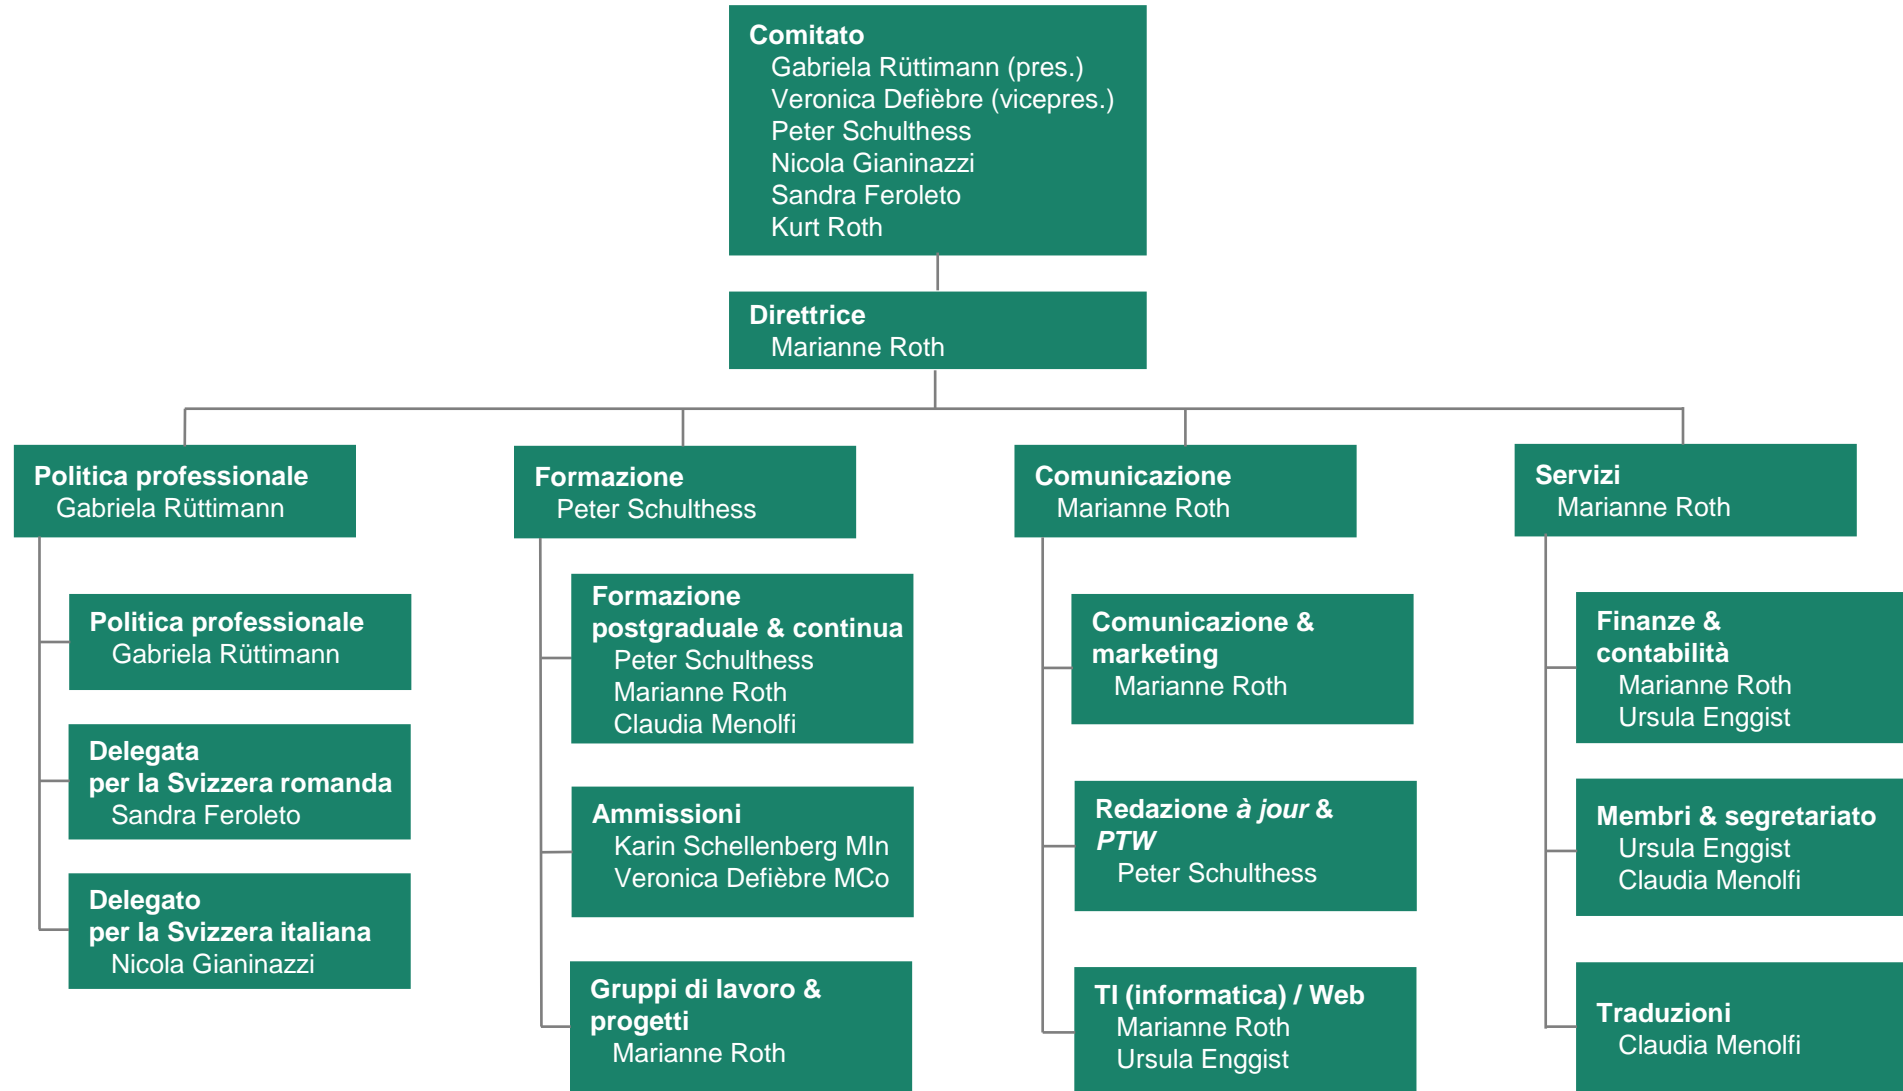 Comitato
Gabriela Rüttimann (pres.)
Veronica Defièbre (vicepres.)
Peter Schulthess
Nicola Gianinazzi
Sandra Feroleto
Kurt Roth
Direttrice
Marianne Roth
Politica professionale
Gabriela Rüttimann
Politica professionale
Gabriela Rüttimann
Delegata
per la Svizzera romanda
Sandra Feroleto
Delegato
per la Svizzera italiana
Nicola Gianinazzi
Formazione
Peter Schulthess
Formazione
postgraduale & continua
Peter Schulthess
Marianne Roth
Claudia Menolfi
Ammissioni
Karin Schellenberg MIn
Veronica Defièbre MCo
Gruppi di lavoro &
progetti
Marianne Roth
Comunicazione
Marianne Roth
Comunicazione &
marketing
Marianne Roth
Redazione à jour &
PTW
Peter Schulthess
TI (informatica) / Web
Marianne Roth
Ursula Enggist
Servizi
Marianne Roth
Finanze &
contabilità
Marianne Roth
Ursula Enggist
Membri & segretariato
Ursula Enggist
Claudia Menolfi
Traduzioni
Claudia Menolfi